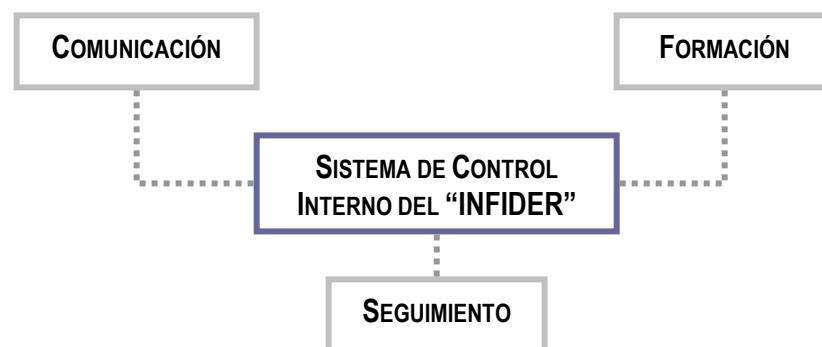 COMUNICACIÓN
FORMACIÓN
SISTEMA DE CONTROL
INTERNO DEL “INFIDER”
SEGUIMIENTO